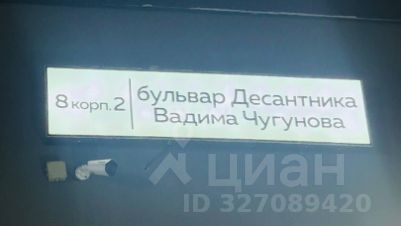 8 корп. 2
бульвар Десантника
Вадима Чугунова
циан
ID 327089420